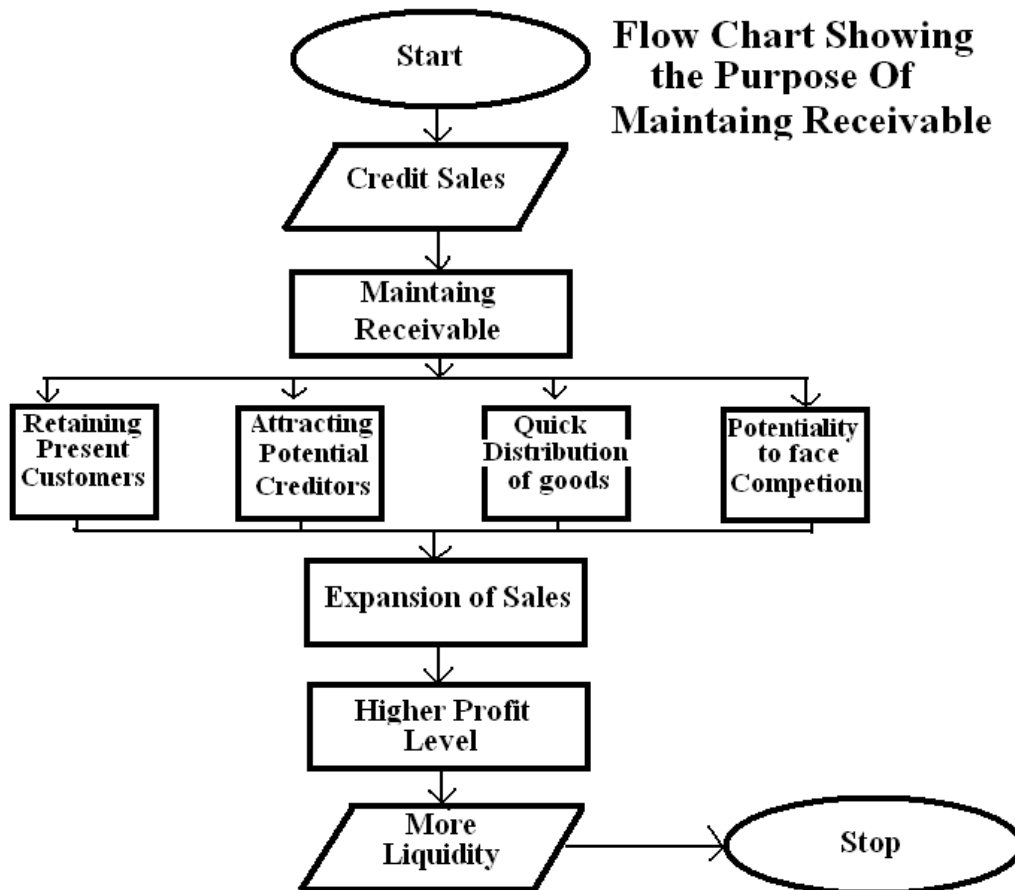 Start
Flow Chart Showing
the Purpose Of
Maintaing Receivable
Credit Sales
Maintaing
Receivable
Retaining
Present
Customers
Attracting
Potential
Creditors
Quick
Distribution
of goods
Potentiality
to face
Competion
Expansion of Sales
Higher Profit
Level
More
Liquidity
Stop